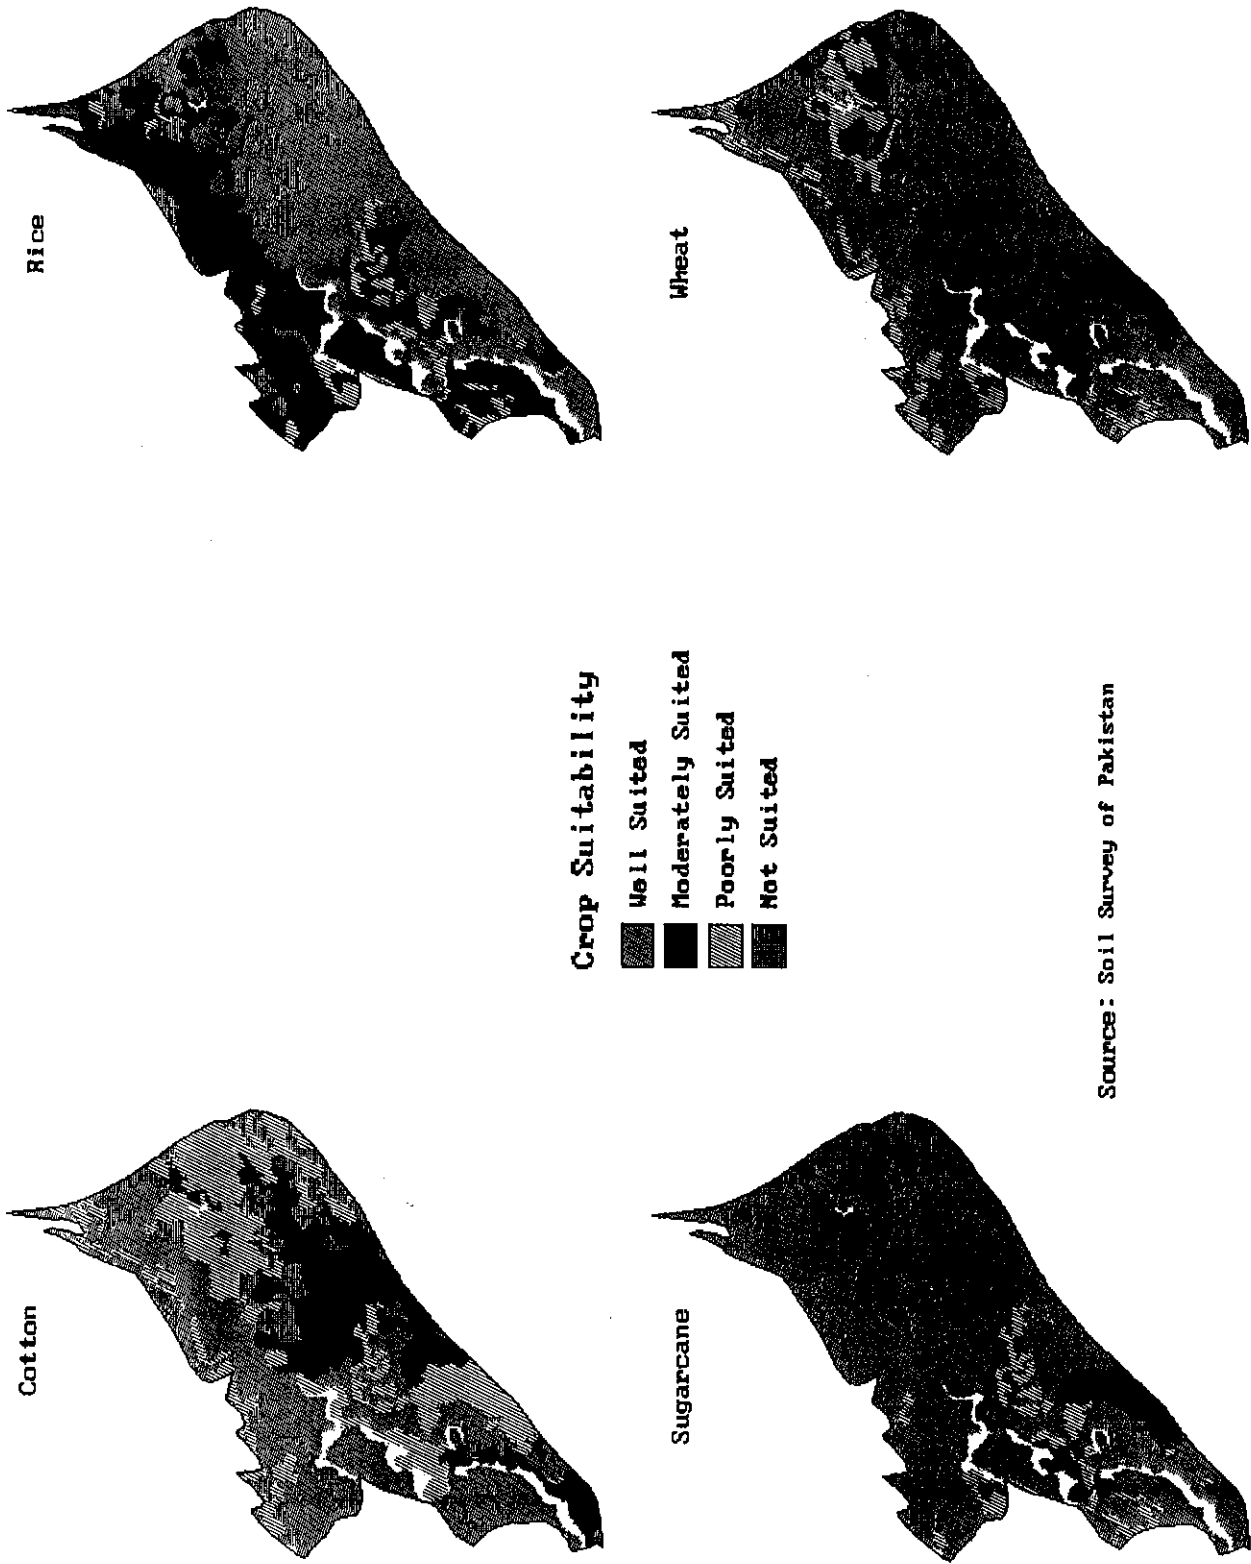 Cotton
Rice
Crop Suitability
Well Suited
Moderately Suited
Poorly Suited
Not Suited
Sugarcane
Wheat
Source: Soil Survey of Pakistan